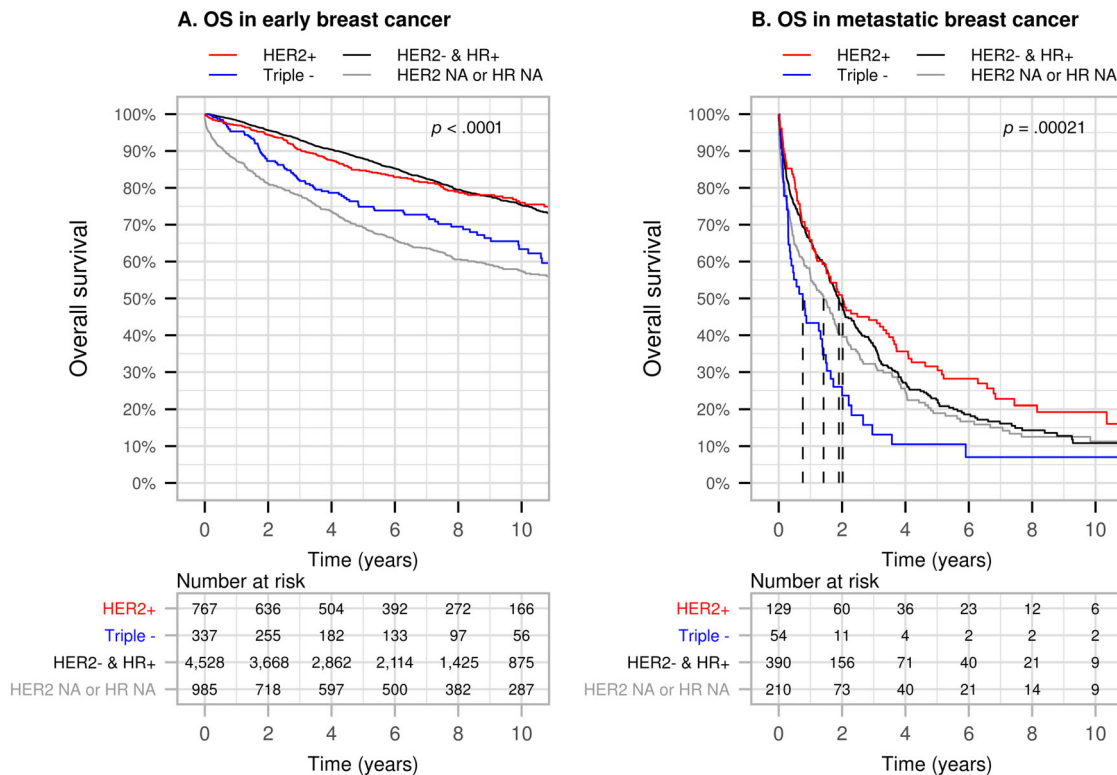 A. OS in early breast cancer
HER2+ HER2- & HR+
Triple - HER2 NA or HR NA
p < .0001
100%
90%
80%
70%
60%
50%
40%
30%
20%
10%
0%
Overall survival
0 2 4 6 8 10
Time (years)
Number at risk
HER2+ 767 636 504 392 272 166
Triple - 337 255 182 133 97 56
HER2- & HR+ 4,528 3,668 2,862 2,114 1,425 875
HER2 NA or HR NA 985 718 597 500 382 287
0 2 4 6 8 10
Time (years)
B. OS in metastatic breast cancer
HER2+ HER2- & HR+
Triple - HER2 NA or HR NA
p = .00021
100%
90%
80%
70%
60%
50%
40%
30%
20%
10%
0%
Overall survival
0 2 4 6 8 10
Time (years)
Number at risk
HER2+ 129 60 36 23 12 6
Triple - 54 11 4 2 2 2
HER2- & HR+ 390 156 71 40 21 9
HER2 NA or HR NA 210 73 40 21 14 9
0 2 4 6 8 10
Time (years)